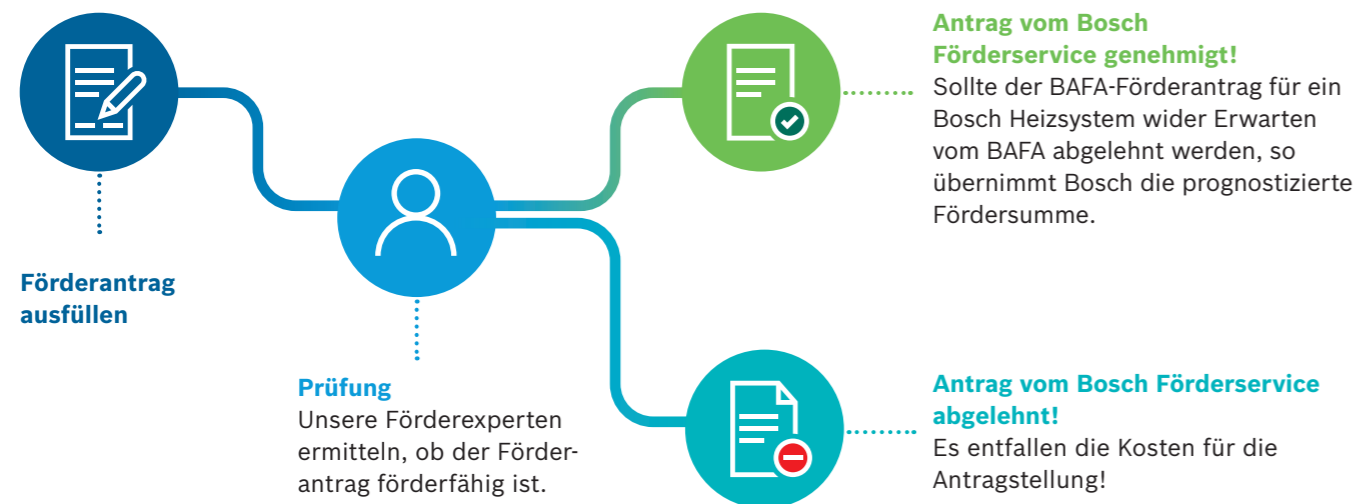 Förderantrag
ausfüllen
Prüfung
Unsere Förderexperten
ermitteln, ob der Förder-
antrag förderfähig ist.
Antrag vom Bosch
Förderservice genehmigt!
Sollte der BAFA-Förderantrag für ein
Bosch Heizsystem wider Erwarten
vom BAFA abgelehnt werden, so
übernimmt Bosch die prognostizierte
Fördersumme.
Antrag vom Bosch Förderservice
abgelehnt!
Es entfallen die Kosten für die
Antragstellung!